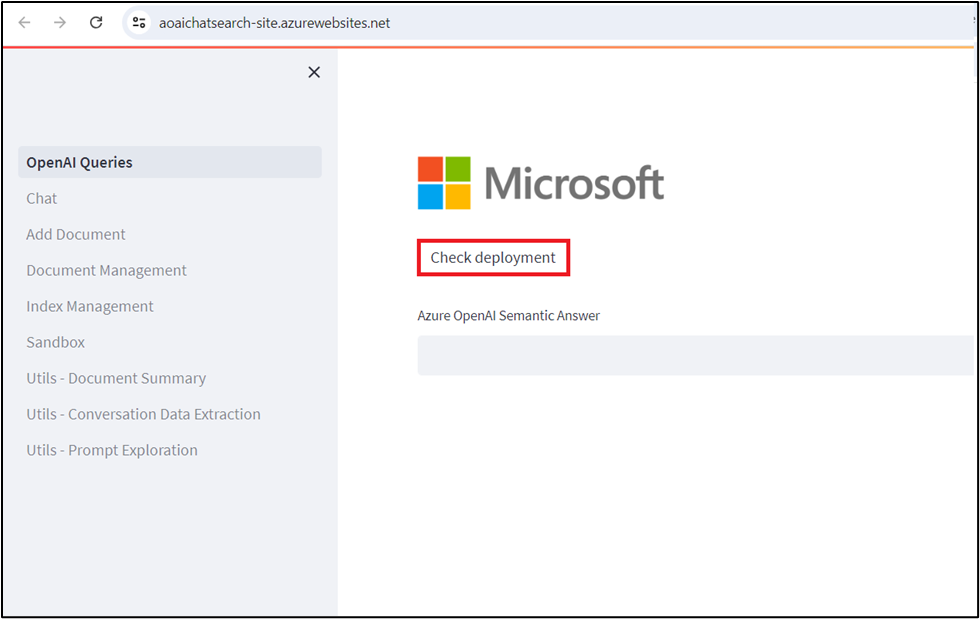 aoaichatsearch-site.azurewebsites.net
OpenAI Queries
Chat
Add Document
Document Management
Index Management
Sandbox
Utils - Document Summary
Utils - Conversation Data Extraction
Utils - Prompt Exploration
Microsoft
Check deployment
Azure OpenAI Semantic Answer